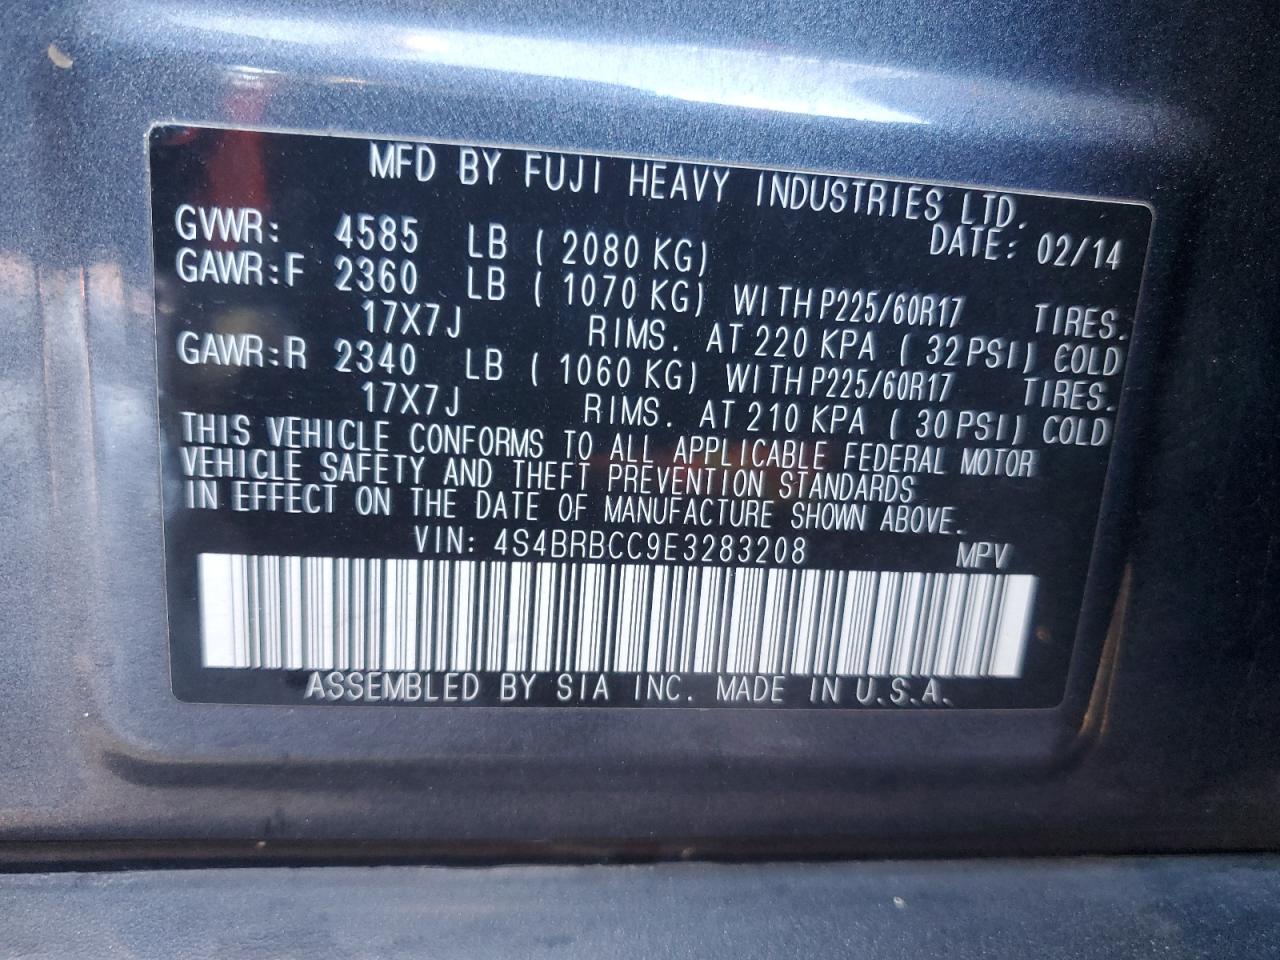 MFD BY FUJI HEAVY INDUSTRIES LTD.
DATE: 02/14
GVWR: 4585 LB ( 2080 KG)
GAWR:F 2360 LB ( 1070 KG) WITH P225/60R17 TIRES.
17X7J RIMS. AT 220 KPA ( 32 PSI) COLD
GAWR:R 2340 LB ( 1060 KG) WITH P225/60R17 TIRES.
17X7J RIMS. AT 210 KPA ( 30 PSI) COLD
THIS VEHICLE CONFORMS TO ALL APPLICABLE FEDERAL MOTOR
VEHICLE SAFETY AND THEFT PREVENTION STANDARDS
IN EFFECT ON THE DATE OF MANUFACTURE SHOWN ABOVE.
VIN: 4S4BRBCC9E3283208 MPV
ASSEMBLED BY SIA INC. MADE IN U.S.A.